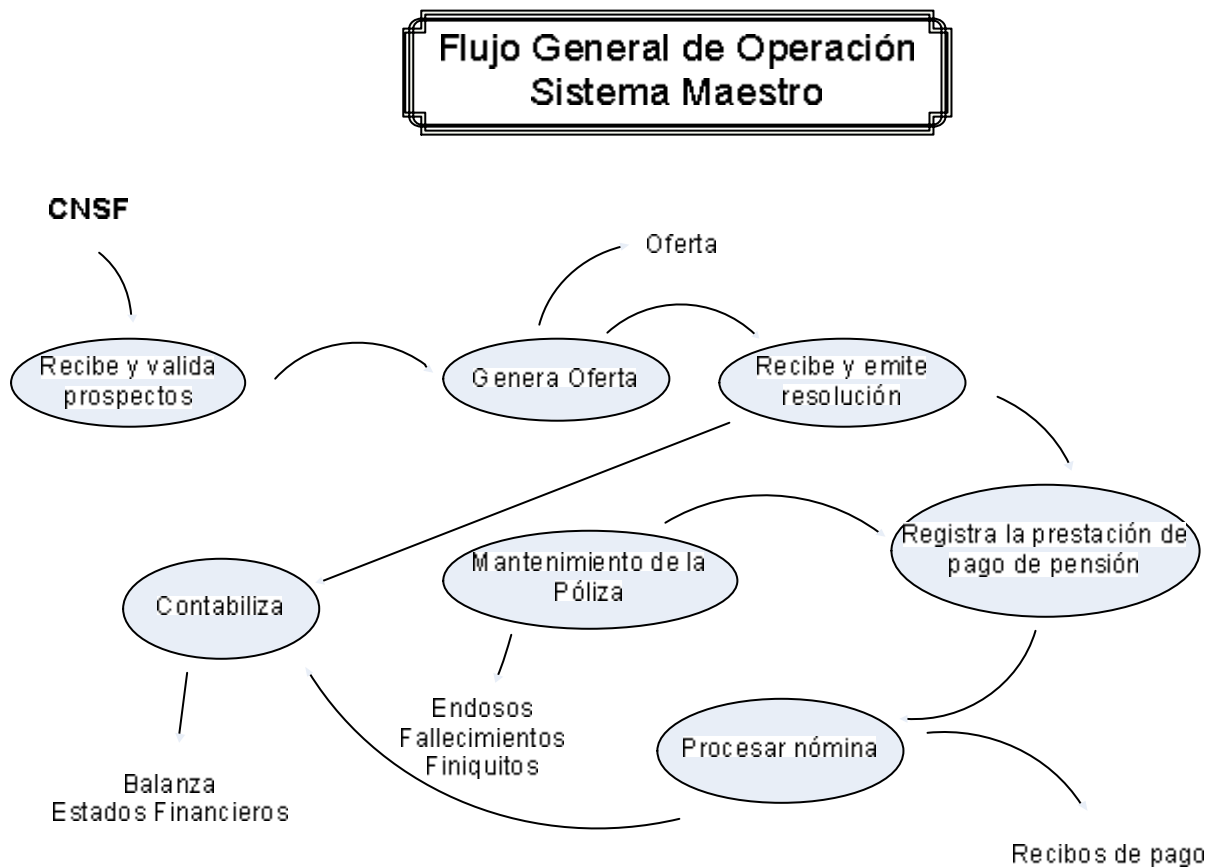 Flujo General de Operación
Sistema Maestro
CNSF
Oferta
Recibe y valida
prospectos
Genera Oferta
Recibe y emite
resolución
Registra la prestación de
pago de pensión
Mantenimiento de la
Póliza
Contabiliza
Endosos
Fallecimientos
Finiquitos
Procesar nómina
Balanza
Estados Financieros
Recibos de pago